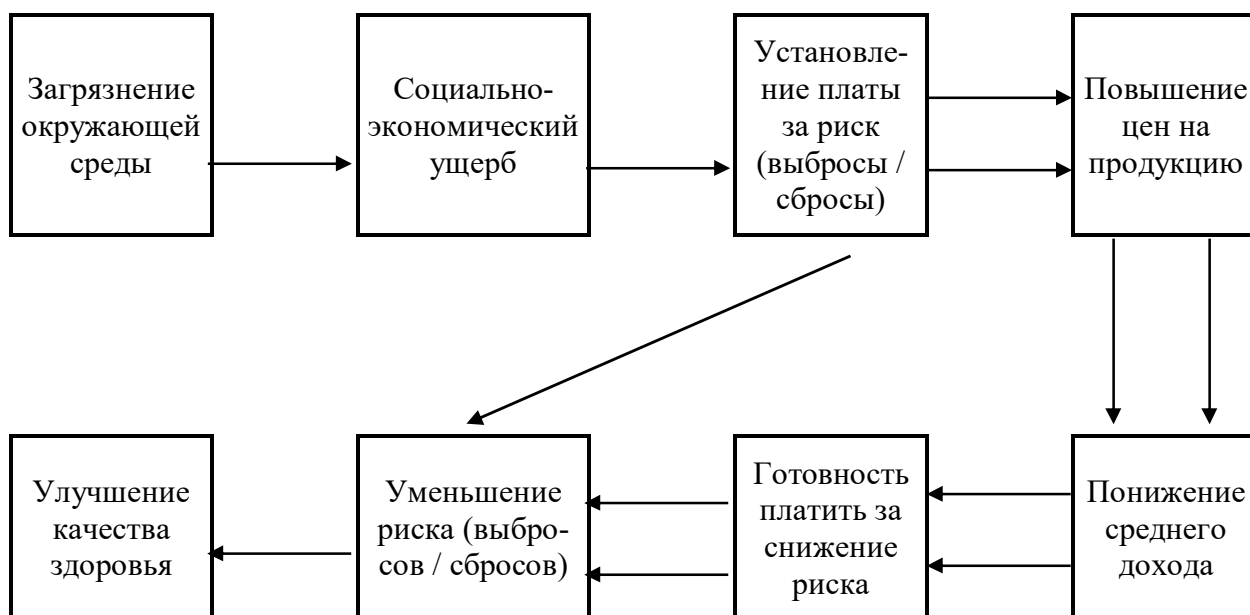 Загрязнение
окружающей
среды
Социально-
экономический
ущерб
Установле-
ние платы
за риск
(выбросы /
сбросы)
Повышение
цен на
продукцию
Улучшение
качества
здоровья
Уменьшение
риска (выбро-
сов / сбросов)
Готовность
платить за
снижение
риска
Понижение
среднего
дохода